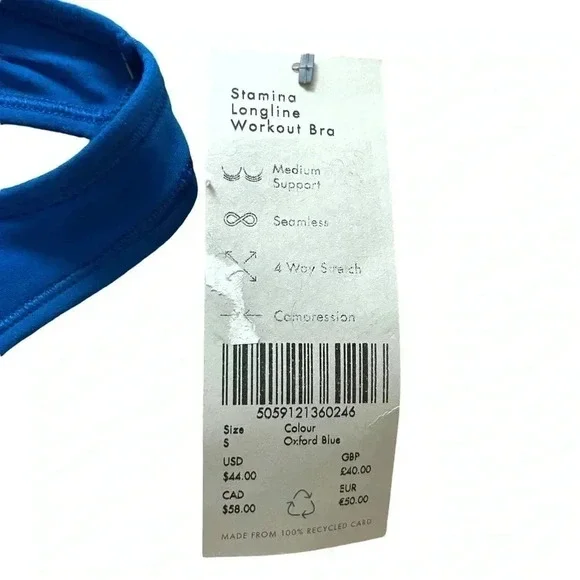 Stamina
Longline
Workout Bra
Medium
Support
Seamless
4 Way Stretch
Compression
5059121360246
Size
S
Colour
Oxford Blue
USD
$44.00
GBP
£40.00
CAD
$58.00
EUR
€50.00
MADE FROM 100% RECYCLED CARD